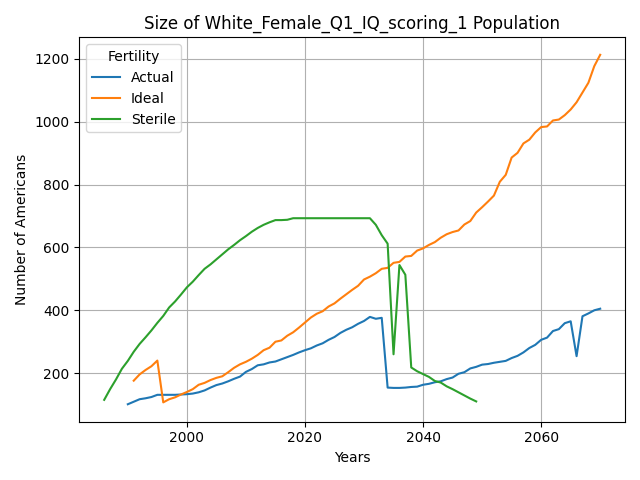 Size of White_Female_Q1_IQ_scoring_1 Population
Fertility
Actual
Ideal
Sterile
Number of Americans
1200
1000
800
600
400
200
2000
2020
2040
2060
Years